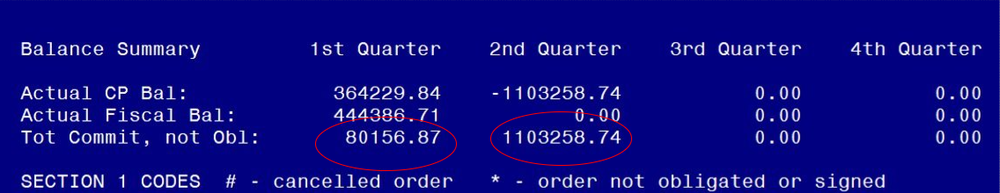 Balance Summary 1st Quarter 2nd Quarter 3rd Quarter 4th Quarter
Actual CP Bal: 364229.84 -1103258.74 0.00 0.00
Actual Fiscal Bal: 444386.71 0.00 0.00 0.00
Tot Commit, not Obl: 80156.87 1103258.74 0.00 0.00
SECTION 1 CODES # - cancelled order * - order not obligated or signed